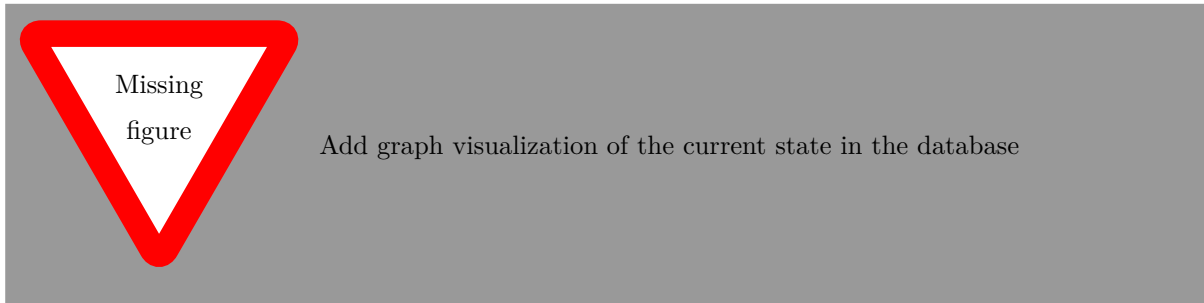 Missing
figure
Add graph visualization of the current state in the database